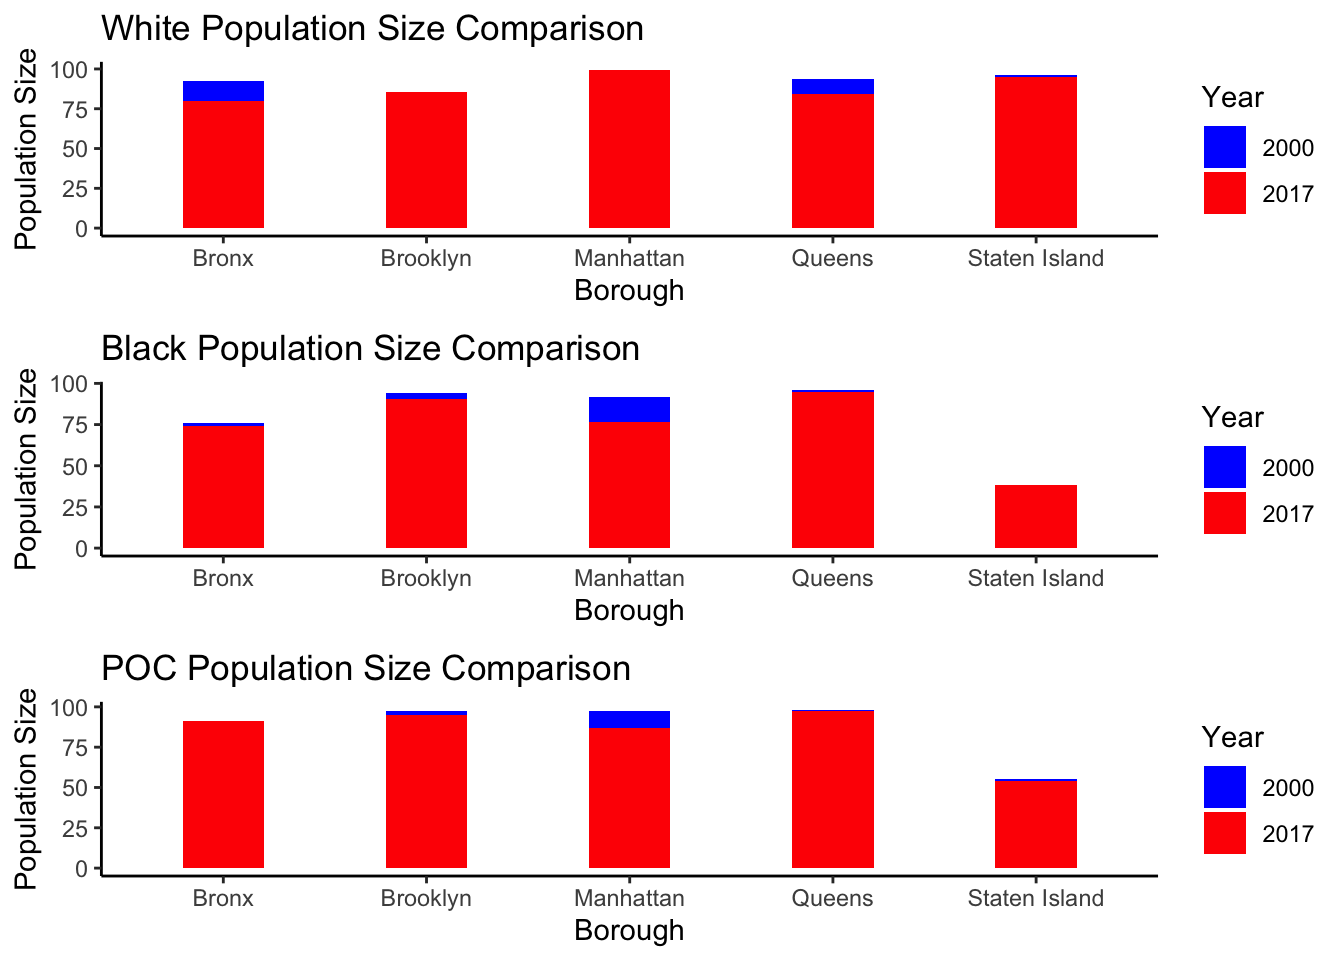 White Population Size Comparison
Population Size
100
75
50
25
0
Bronx Brooklyn Manhattan Queens Staten Island
Borough
Year
2000
2017
Black Population Size Comparison
Population Size
100
75
50
25
0
Bronx Brooklyn Manhattan Queens Staten Island
Borough
Year
2000
2017
POC Population Size Comparison
Population Size
100
75
50
25
0
Bronx Brooklyn Manhattan Queens Staten Island
Borough
Year
2000
2017